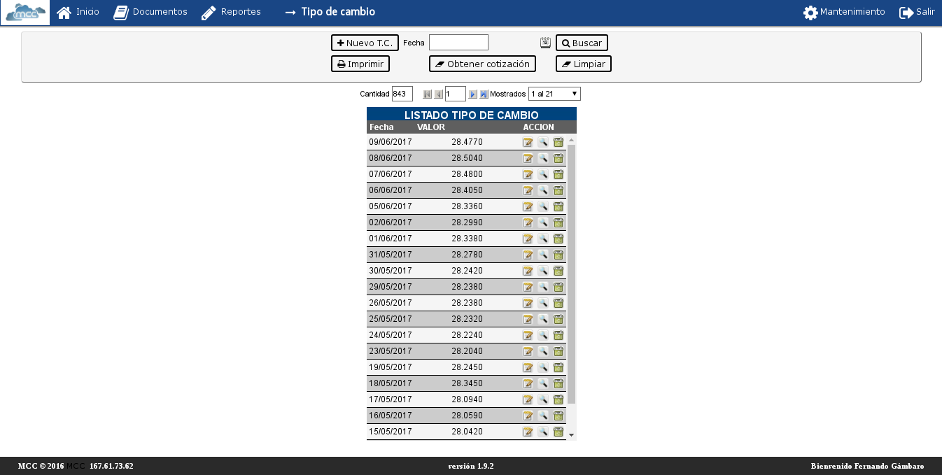 MCC Inicio Documentos Reportes → Tipo de cambio Mantenimiento Salir
+ Nuevo T.C. Fecha Buscar
Imprimir Obtener cotización Limpiar
Cantidad 843 1 Mostrados 1 al 21
LISTADO TIPO DE CAMBIO
Fecha VALOR ACCION
09/06/2017 28.4770
08/06/2017 28.5040
07/06/2017 28.4800
06/06/2017 28.4050
05/06/2017 28.3360
02/06/2017 28.2990
01/06/2017 28.3380
31/05/2017 28.2780
30/05/2017 28.2420
29/05/2017 28.2380
26/05/2017 28.2380
25/05/2017 28.2320
24/05/2017 28.2240
23/05/2017 28.2040
19/05/2017 28.2450
18/05/2017 28.3450
17/05/2017 28.0940
16/05/2017 28.0590
15/05/2017 28.0420
MCC © 2016 MCC 167.61.73.62 versión 1.9.2 Bienvenido Fernando Gámbaro